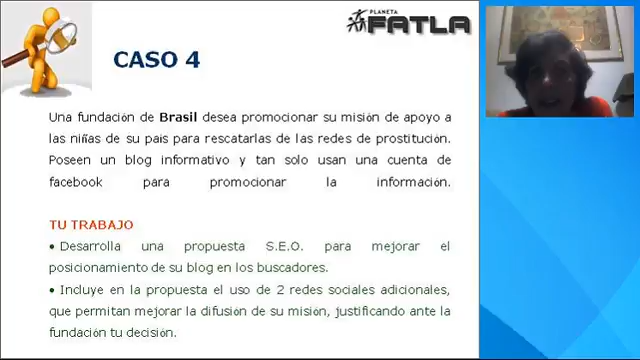 PLANETA
FATLA
CASO 4
Una fundación de Brasil desea promocionar su misión de apoyo a
las niñas de su pais para rescatarlas de las redes de prostitución.
Poseen un blog informativo y tan solo usan una cuenta de
facebook para promocionar la información.
TU TRABAJO
• Desarrolla una propuesta S.E.O. para mejorar el
posicionamiento de su blog en los buscadores.
• Incluye en la propuesta el uso de 2 redes sociales adicionales,
que permitan mejorar la difusión de su misión, justificando ante la
fundación tu decisión.